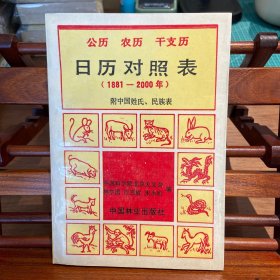 公历 农历 干支历
日历对照表
(1881—2000年)
附中国姓氏、民族表
中国林业出版社